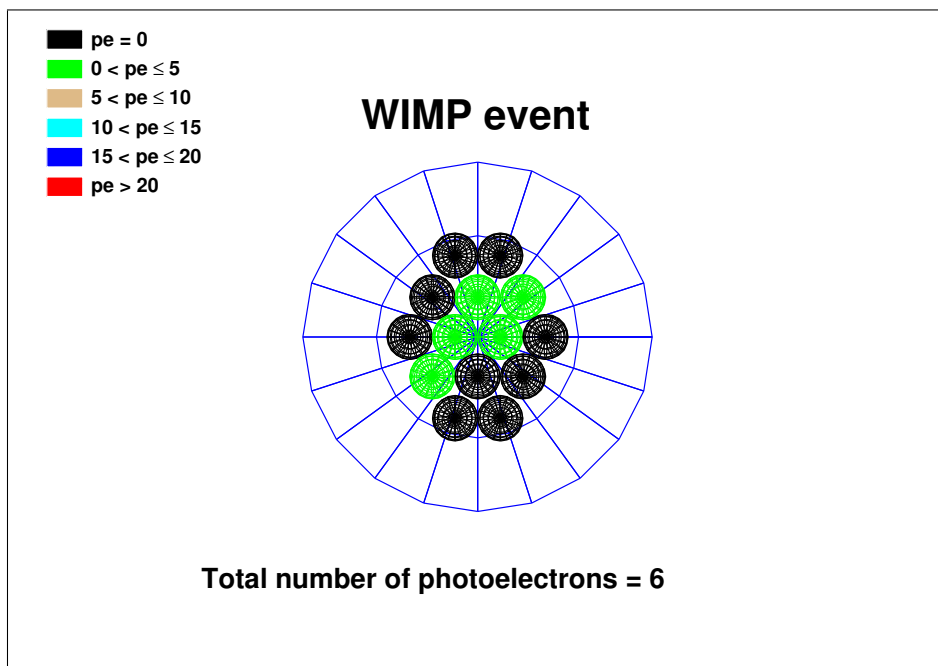 pe = 0
0 < pe ≤ 5
5 < pe ≤ 10
10 < pe ≤ 15
15 < pe ≤ 20
pe > 20
WIMP event
Total number of photoelectrons = 6